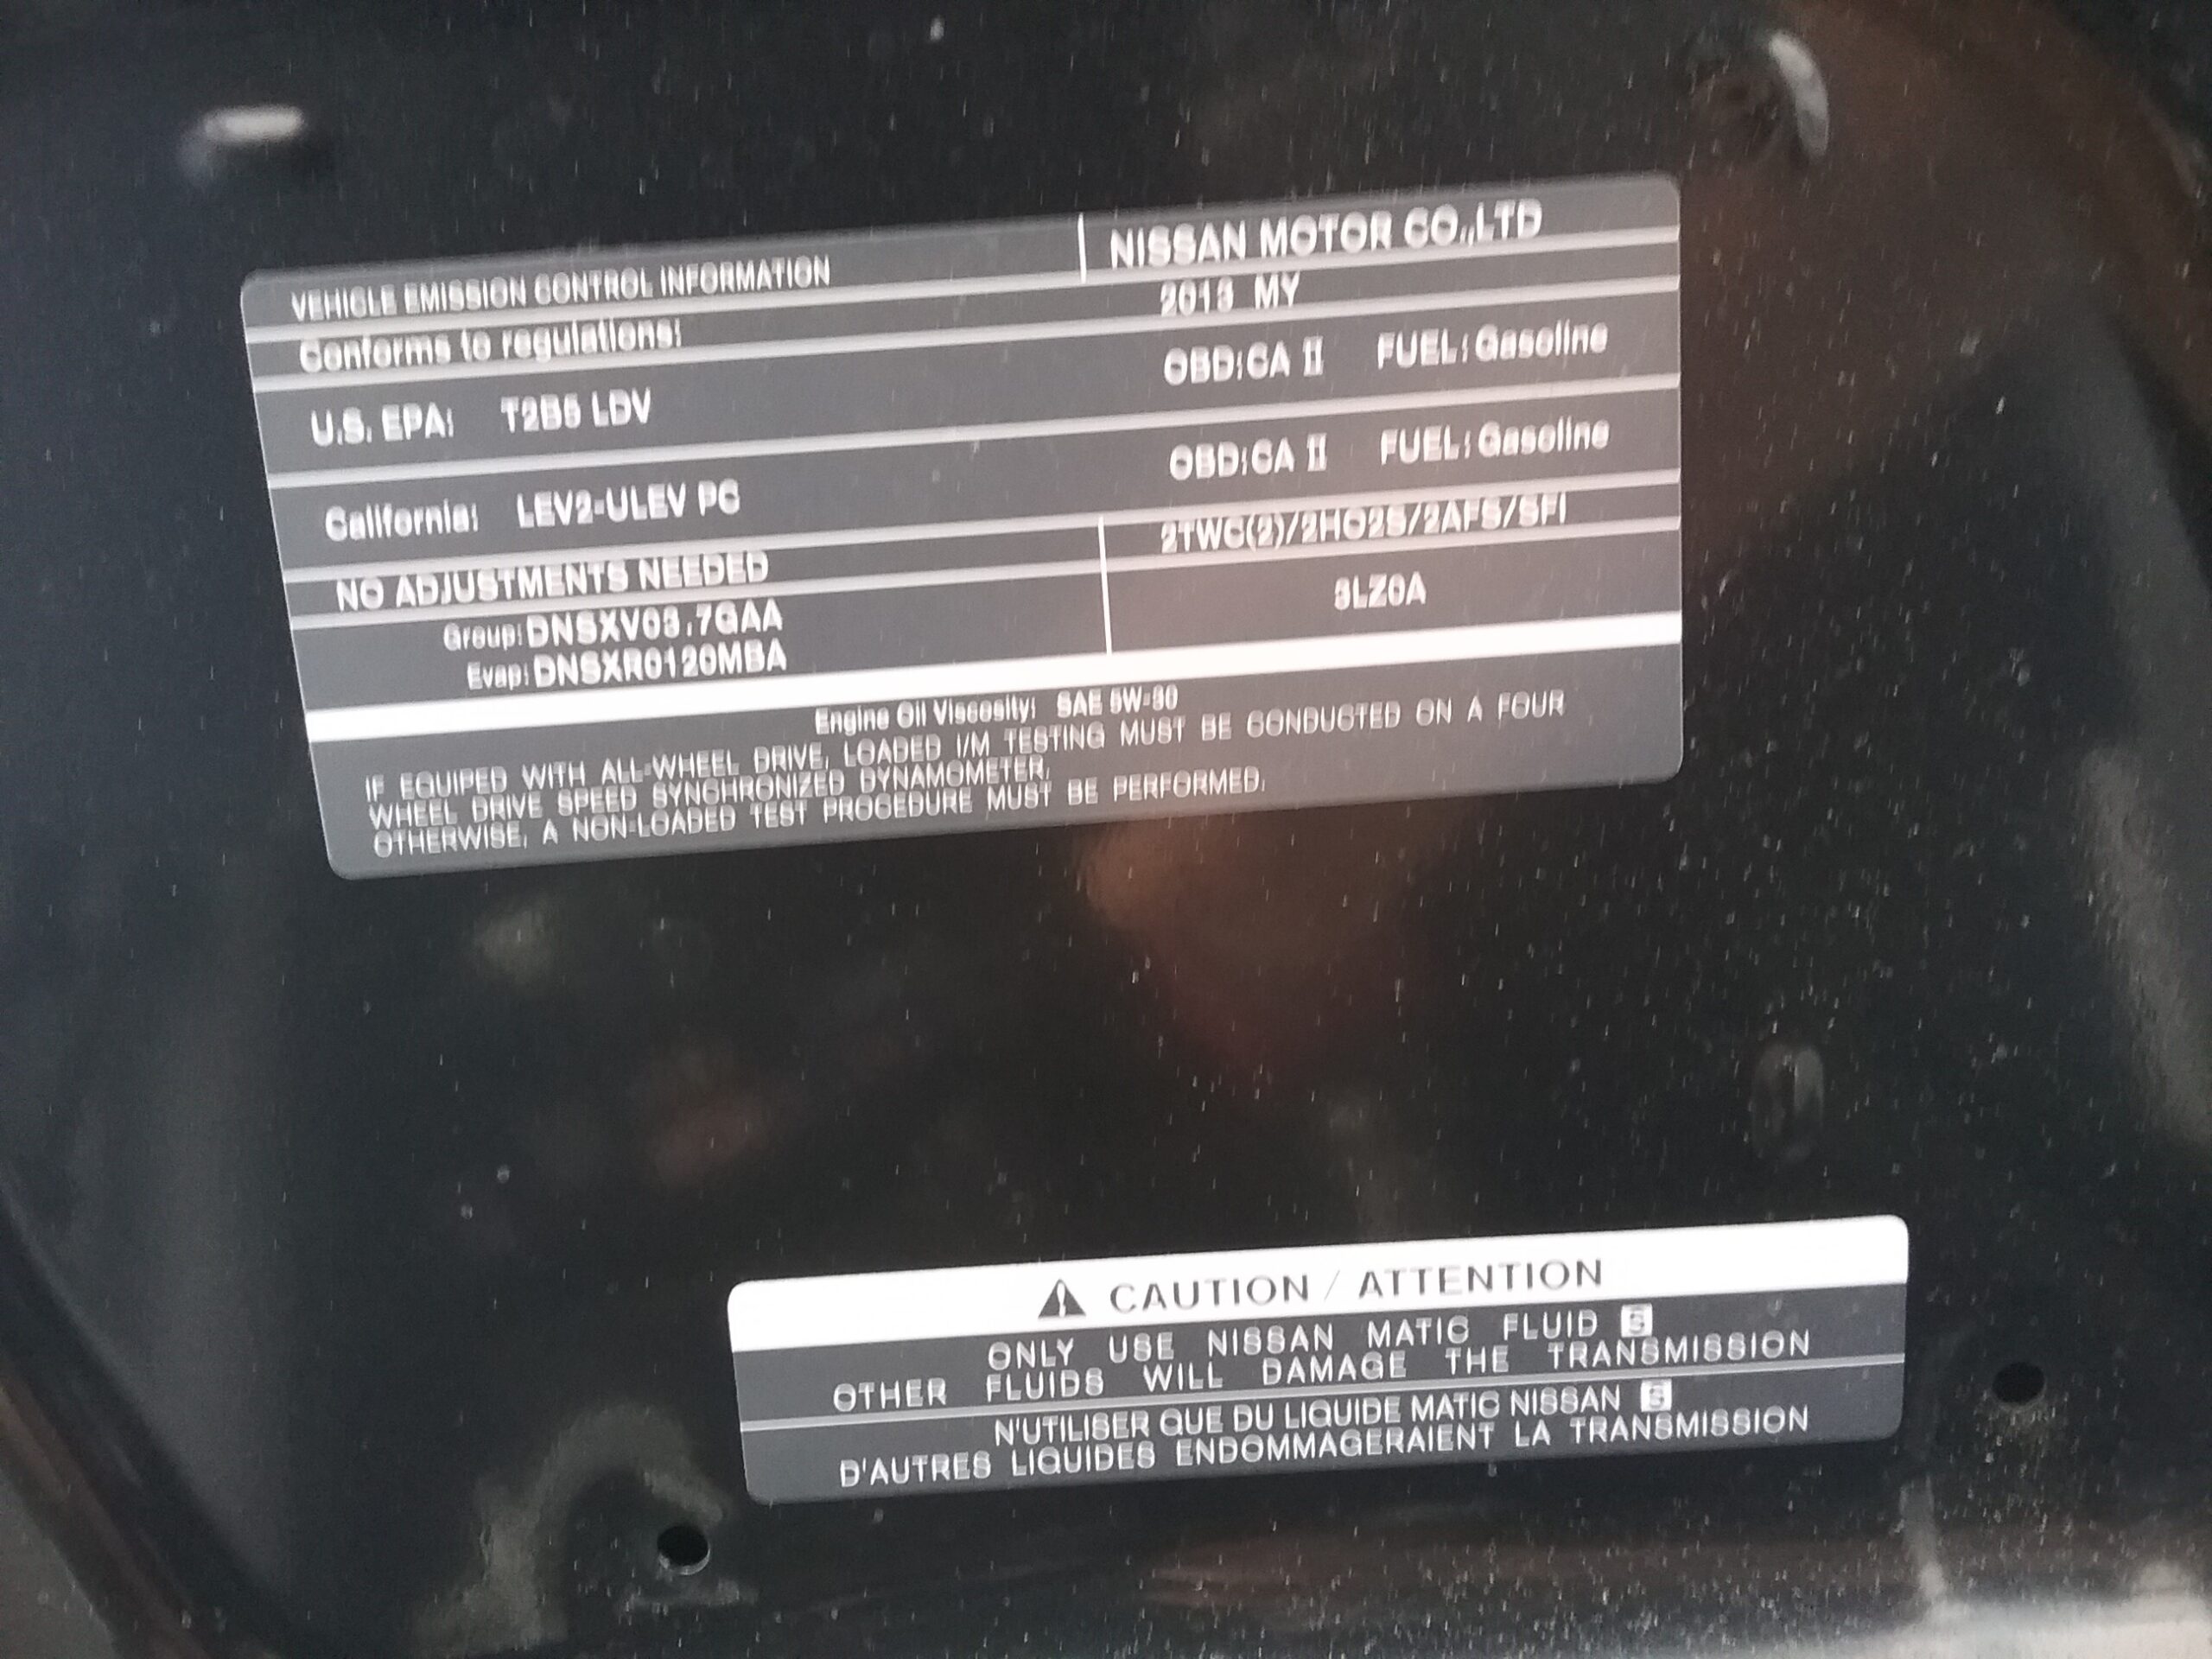 VEHICLE EMISSION CONTROL INFORMATION
NISSAN MOTOR CO.,LTD
Conforms to regulations:
2013 MY
U.S. EPA: T2B5 LDV
OBD:CA II FUEL:Gasoline
California: LEV2-ULEV PC
OBD:CA II FUEL:Gasoline
NO ADJUSTMENTS NEEDED
2TWC(2)/2HO2S/2AFS/SFI
Group:DNSXV03.7GAA
Evap:DNSXR0120MBA
3LZ0A
Engine Oil Viscosity: SAE 5W-30
IF EQUIPED WITH ALL-WHEEL DRIVE, LOADED I/M TESTING MUST BE CONDUCTED ON A FOUR
WHEEL DRIVE SPEED SYNCHRONIZED DYNAMOMETER.
OTHERWISE, A NON-LOADED TEST PROCEDURE MUST BE PERFORMED.
CAUTION / ATTENTION
ONLY USE NISSAN MATIC FLUID S
OTHER FLUIDS WILL DAMAGE THE TRANSMISSION
N'UTILISER QUE DU LIQUIDE MATIC NISSAN S
D'AUTRES LIQUIDES ENDOMMAGERAIENT LA TRANSMISSION